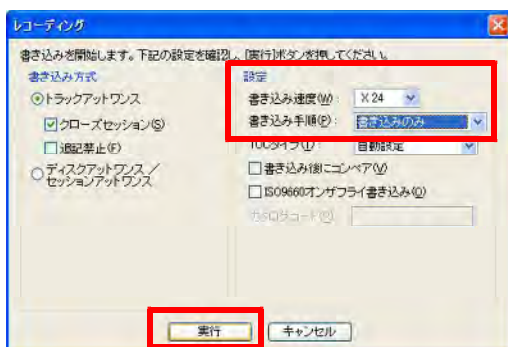 レコーディング
書き込みを開始します。下記の設定を確認し、[実行]ボタンを押してください。
書き込み方式
トラックアットワンス
クローズセッション(S)
追記禁止(F)
ディスクアットワンス/
セッションアットワンス
設定
書き込み速度(W): X24
書き込み手順(P): 書き込みのみ
TOCタイプ(T): 自動設定
書き込み後にコンペア(V)
ISO9660オンザフライ書き込み(O)
実行
キャンセル